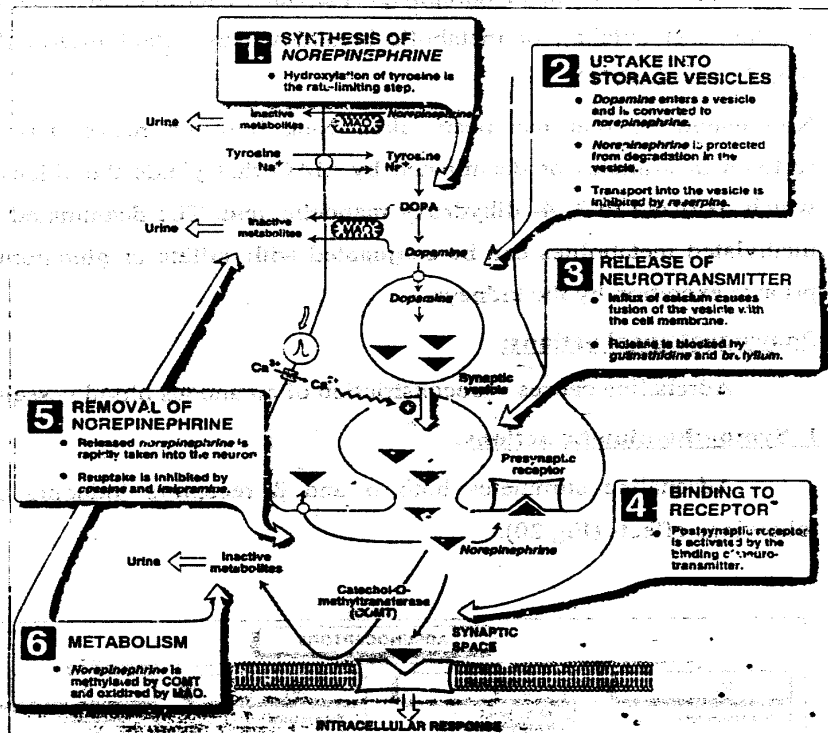 1. SYNTHESIS OF
NOREPINEPHRINE
• Hydroxylation of tyrosine is
the rate-limiting step.
2 UPTAKE INTO
STORAGE VESICLES
• Dopamine enters a vesicle
and is converted to
norepinephrine.
• Norepinephrine is protected
from degradation in the
vesicle.
• Transport into the vesicle is
inhibited by reserpine.
Urine
Inactive
metabolites
MAO
Norepinephrine
Tyrosine
Na+
Tyrosine
Na+
DOPA
Urine
Inactive
metabolites
MAO
Dopamine
Dopamine
3 RELEASE OF
NEUROTRANSMITTER
• Influx of calcium causes
fusion of the vesicle with
the cell membrane.
• Release is blocked by
guanethidine and bretylium.
Ca2+
Ca2+
Synaptic
vesicle
5 REMOVAL OF
NOREPINEPHRINE
• Released norepinephrine is
rapidly taken into the neuron
• Reuptake is inhibited by
cocaine and imipramine.
Presynaptic
receptor
4 BINDING TO
RECEPTOR
• Postsynaptic receptor
is activated by the
binding of neuro-
transmitter.
Norepinephrine
Urine
Inactive
metabolites
Catechol-O-
methyltransferase
(COMT)
SYNAPTIC
SPACE
6 METABOLISM
• Norepinephrine is
methylated by COMT
and oxidized by MAO.
INTRACELLULAR RESPONSE